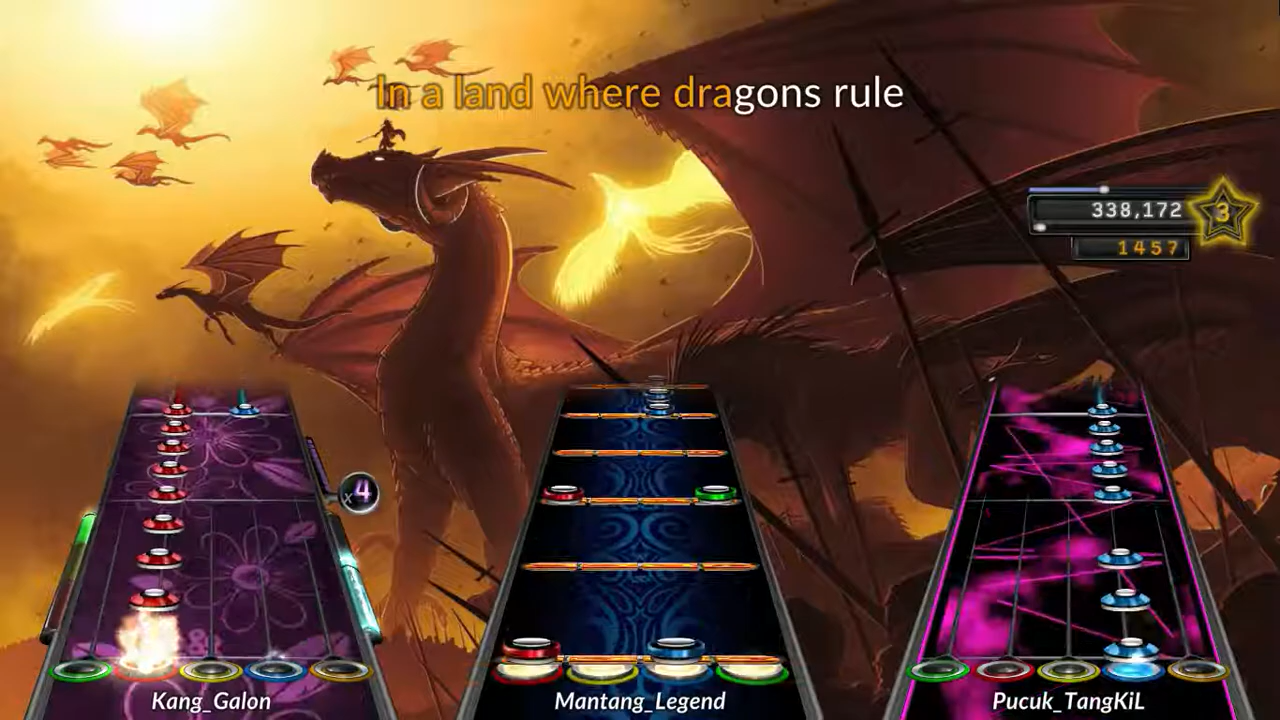 In a land where dragons rule
338,172
3
1457
x4
Kang_Galon
Mantang_Legend
Pucuk_TangKiL